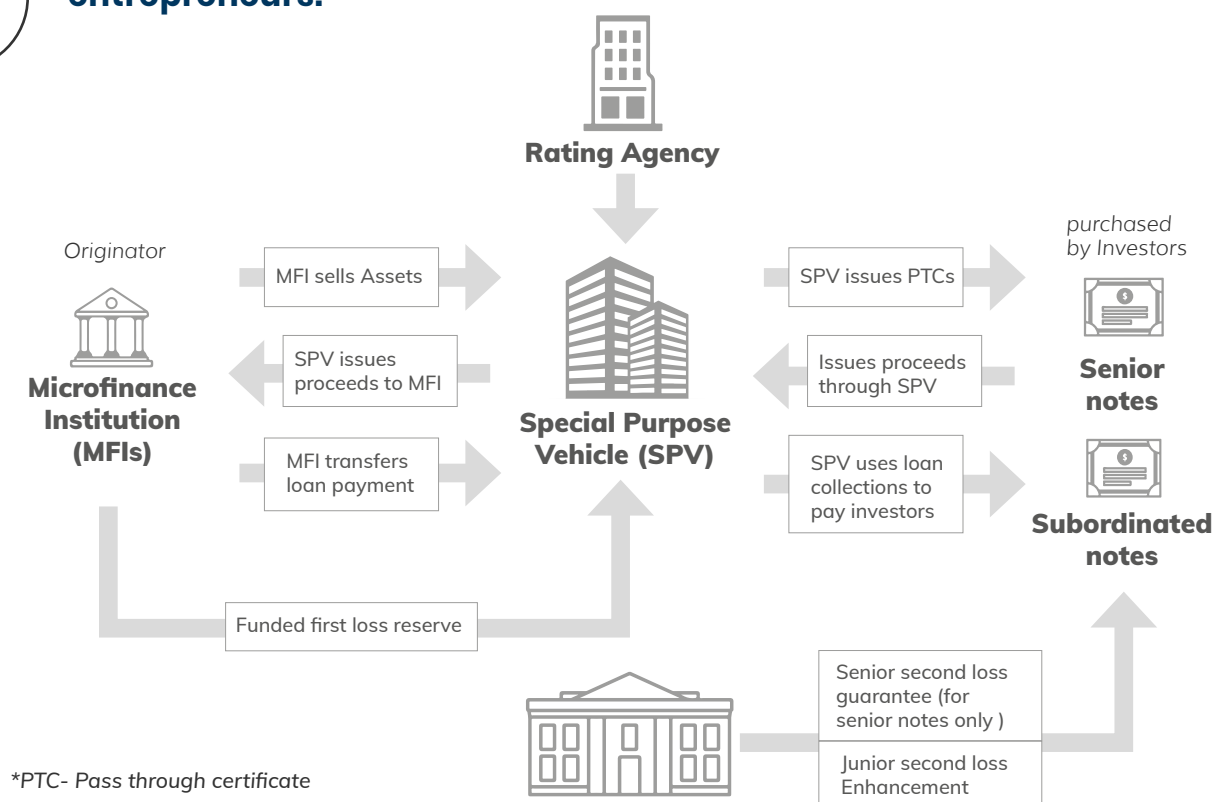 entrepreneurs.
Rating Agency
Originator
purchased
by Investors
MFI sells Assets
SPV issues PTCs
SPV issues
proceeds to MFI
Issues proceeds
through SPV
Microfinance
Institution
(MFIs)
Special Purpose
Vehicle (SPV)
Senior
notes
MFI transfers
loan payment
SPV uses loan
collections to
pay investors
Subordinated
notes
Funded first loss reserve
Senior second loss
guarantee (for
senior notes only )
Junior second loss
Enhancement
*PTC- Pass through certificate